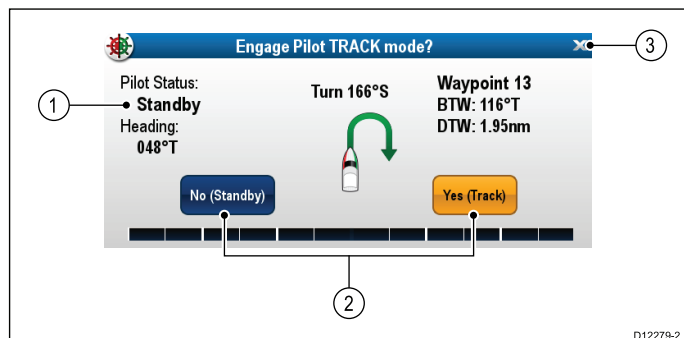 Engage Pilot TRACK mode?
3
Pilot Status:
Standby
Heading:
048°T
Turn 166°S
Waypoint 13
BTW: 116°T
DTW: 1.95nm
1
No (Standby)
Yes (Track)
2
D12279-2